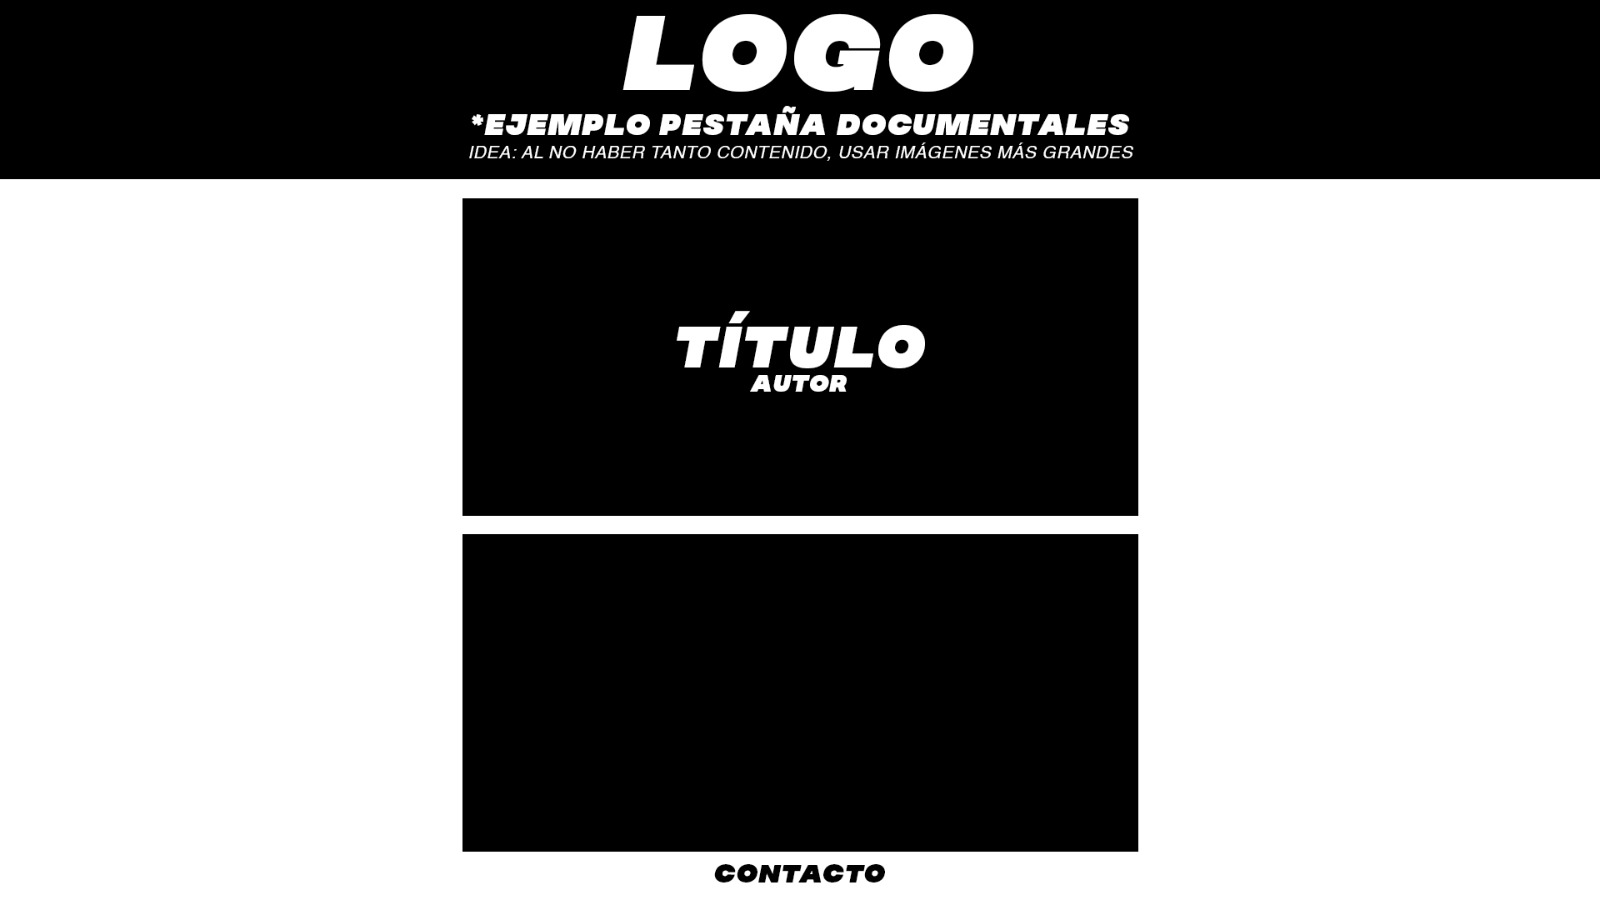 LOGO
*EJEMPLO PESTAÑA DOCUMENTALES
IDEA: AL NO HABER TANTO CONTENIDO, USAR IMÁGENES MÁS GRANDES
TÍTULO
AUTOR
CONTACTO